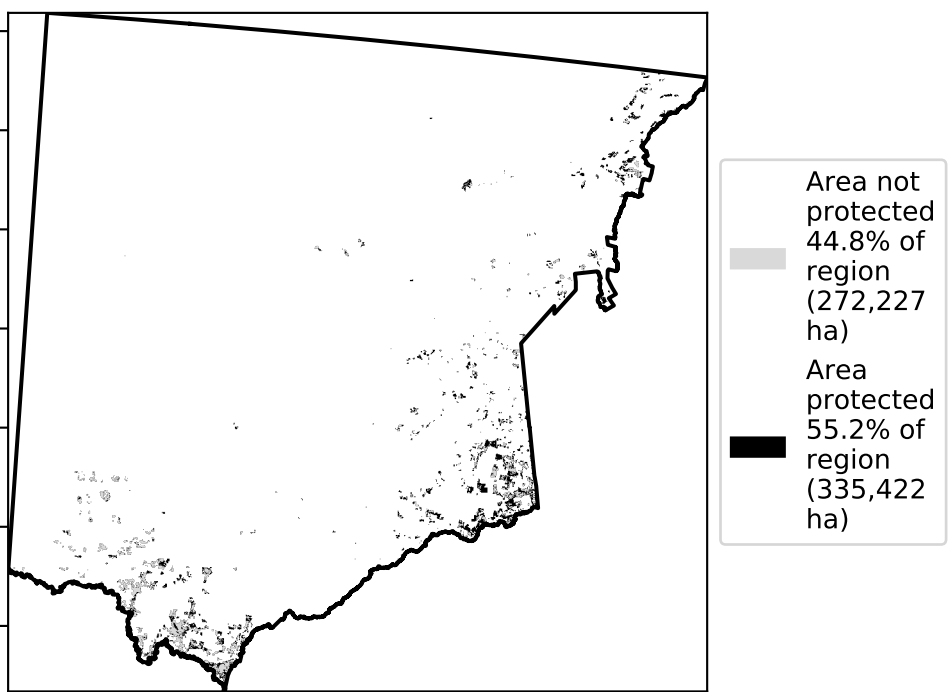 Area not
protected
44.8% of
region
(272,227
ha)
Area
protected
55.2% of
region
(335,422
ha)